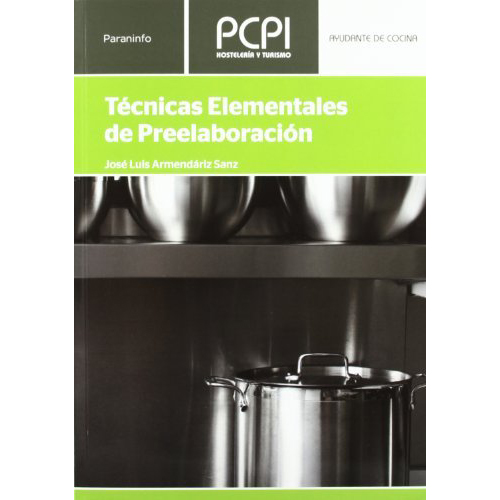 Paraninfo
PCPI
HOSTELERÍA Y TURISMO
AYUDANTE DE COCINA
Técnicas Elementales
de Preelaboración
José Luis Armendáriz Sanz